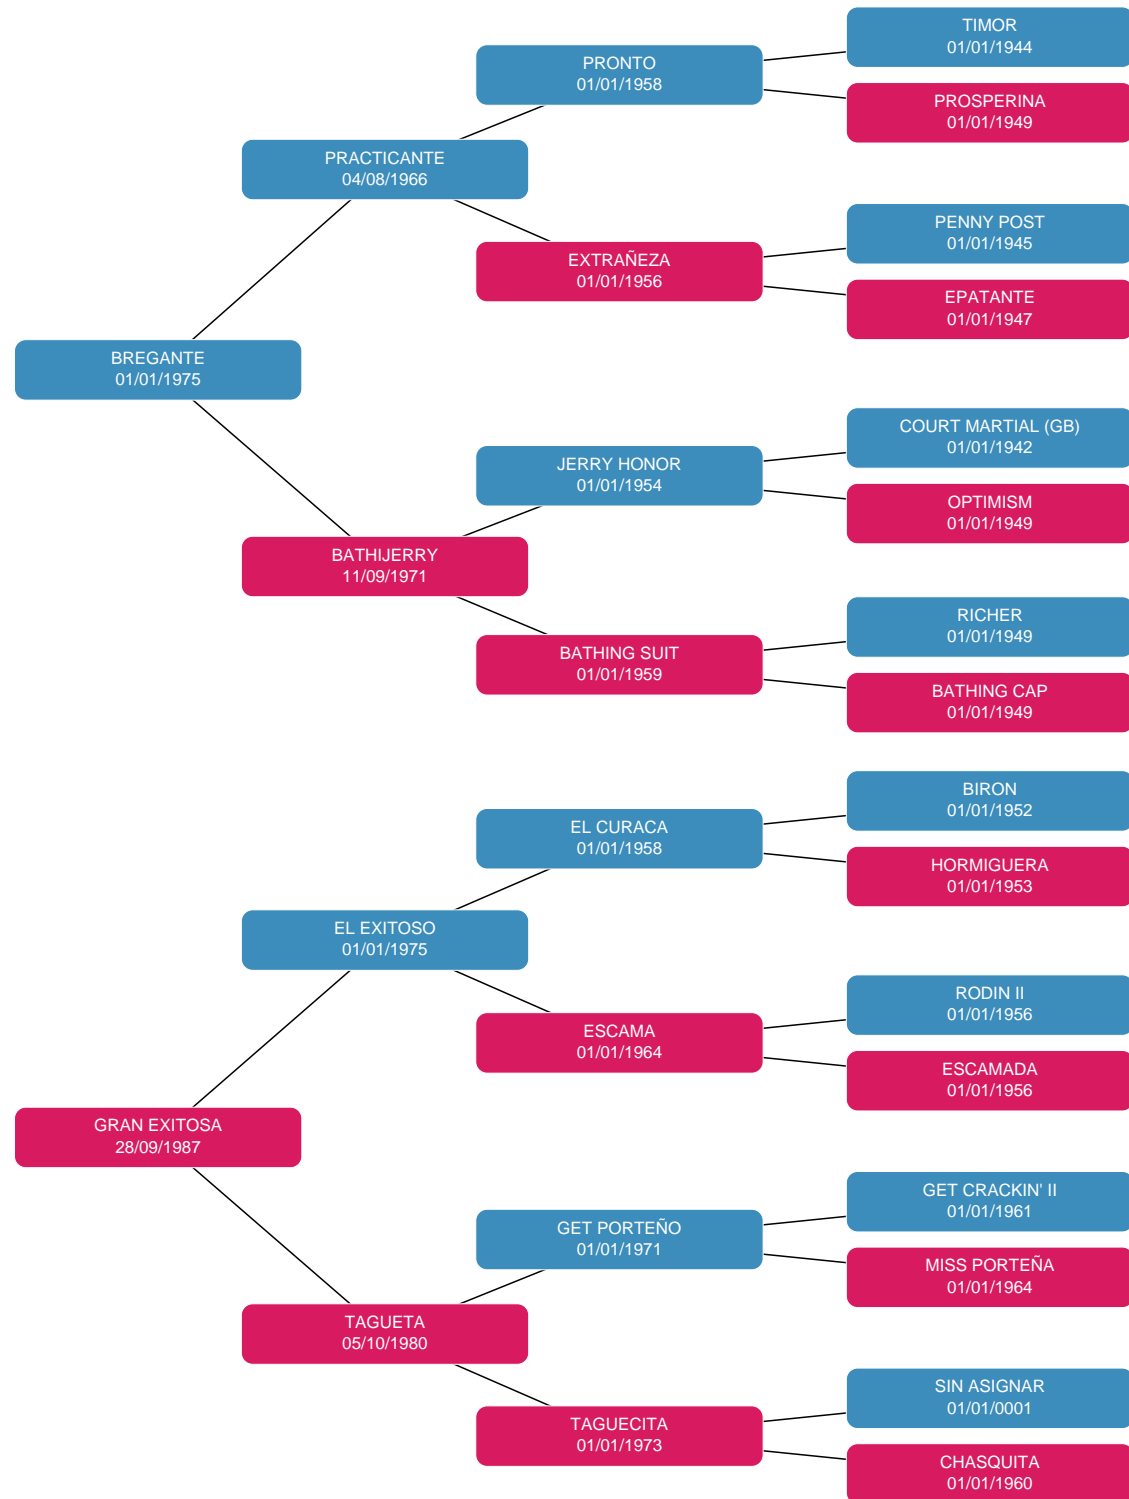 TIMOR
01/01/1944
PRONTO
01/01/1958
PROSPERINA
01/01/1949
PRACTICANTE
04/08/1966
PENNY POST
01/01/1945
EXTRAÑEZA
01/01/1956
EPATANTE
01/01/1947
BREGANTE
01/01/1975
COURT MARTIAL (GB)
01/01/1942
JERRY HONOR
01/01/1954
OPTIMISM
01/01/1949
BATHIJERRY
11/09/1971
RICHER
01/01/1949
BATHING SUIT
01/01/1959
BATHING CAP
01/01/1949
BIRON
01/01/1952
EL CURACA
01/01/1958
HORMIGUERA
01/01/1953
EL EXITOSO
01/01/1975
RODIN II
01/01/1956
ESCAMA
01/01/1964
ESCAMADA
01/01/1956
GRAN EXITOSA
28/09/1987
GET CRACKIN' II
01/01/1961
GET PORTEÑO
01/01/1971
MISS PORTEÑA
01/01/1964
TAGUETA
05/10/1980
SIN ASIGNAR
01/01/0001
TAGUECITA
01/01/1973
CHASQUITA
01/01/1960